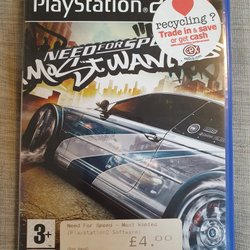 PlayStation.2
recycling?
Trade in & save
or get cash
cex
NEED FOR SPEED
MOST WANTED
3+
Need For Speed - Most Wanted
(PlayStation2 Software)
£4.00